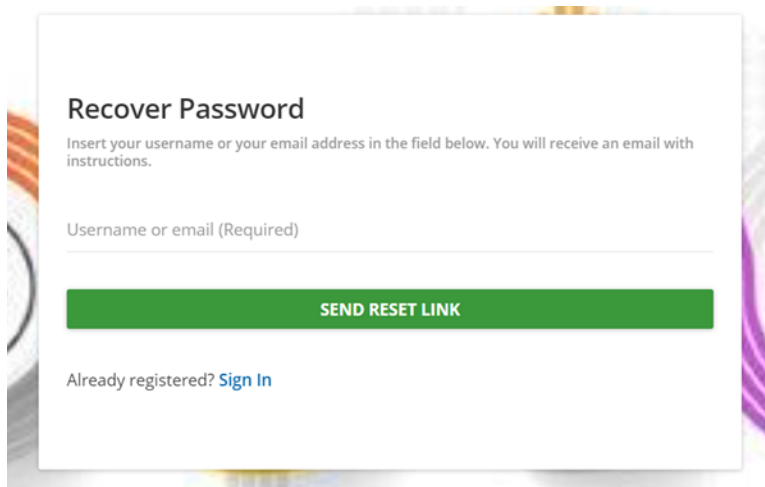 Recover Password
Insert your username or your email address in the field below. You will receive an email with
instructions.
Username or email (Required)
SEND RESET LINK
Already registered? Sign In